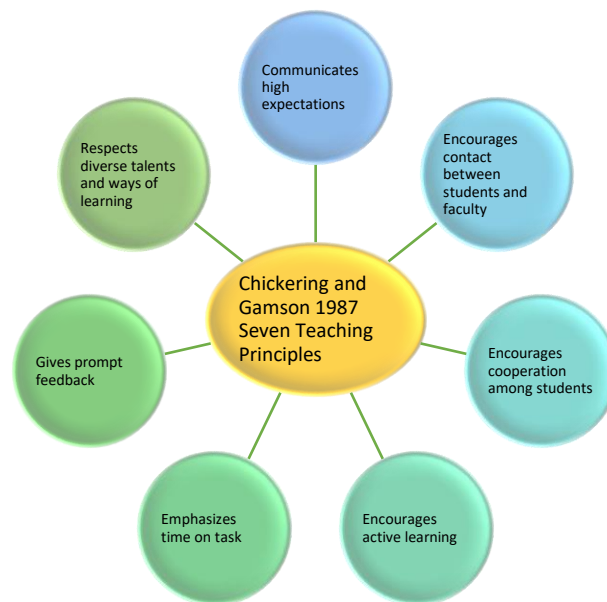 Communicates
high
expectations
Encourages
contact
between
students and
faculty
Encourages
cooperation
among students
Encourages
active learning
Emphasizes
time on task
Gives prompt
feedback
Respects
diverse talents
and ways of
learning
Chickering and
Gamson 1987
Seven Teaching
Principles